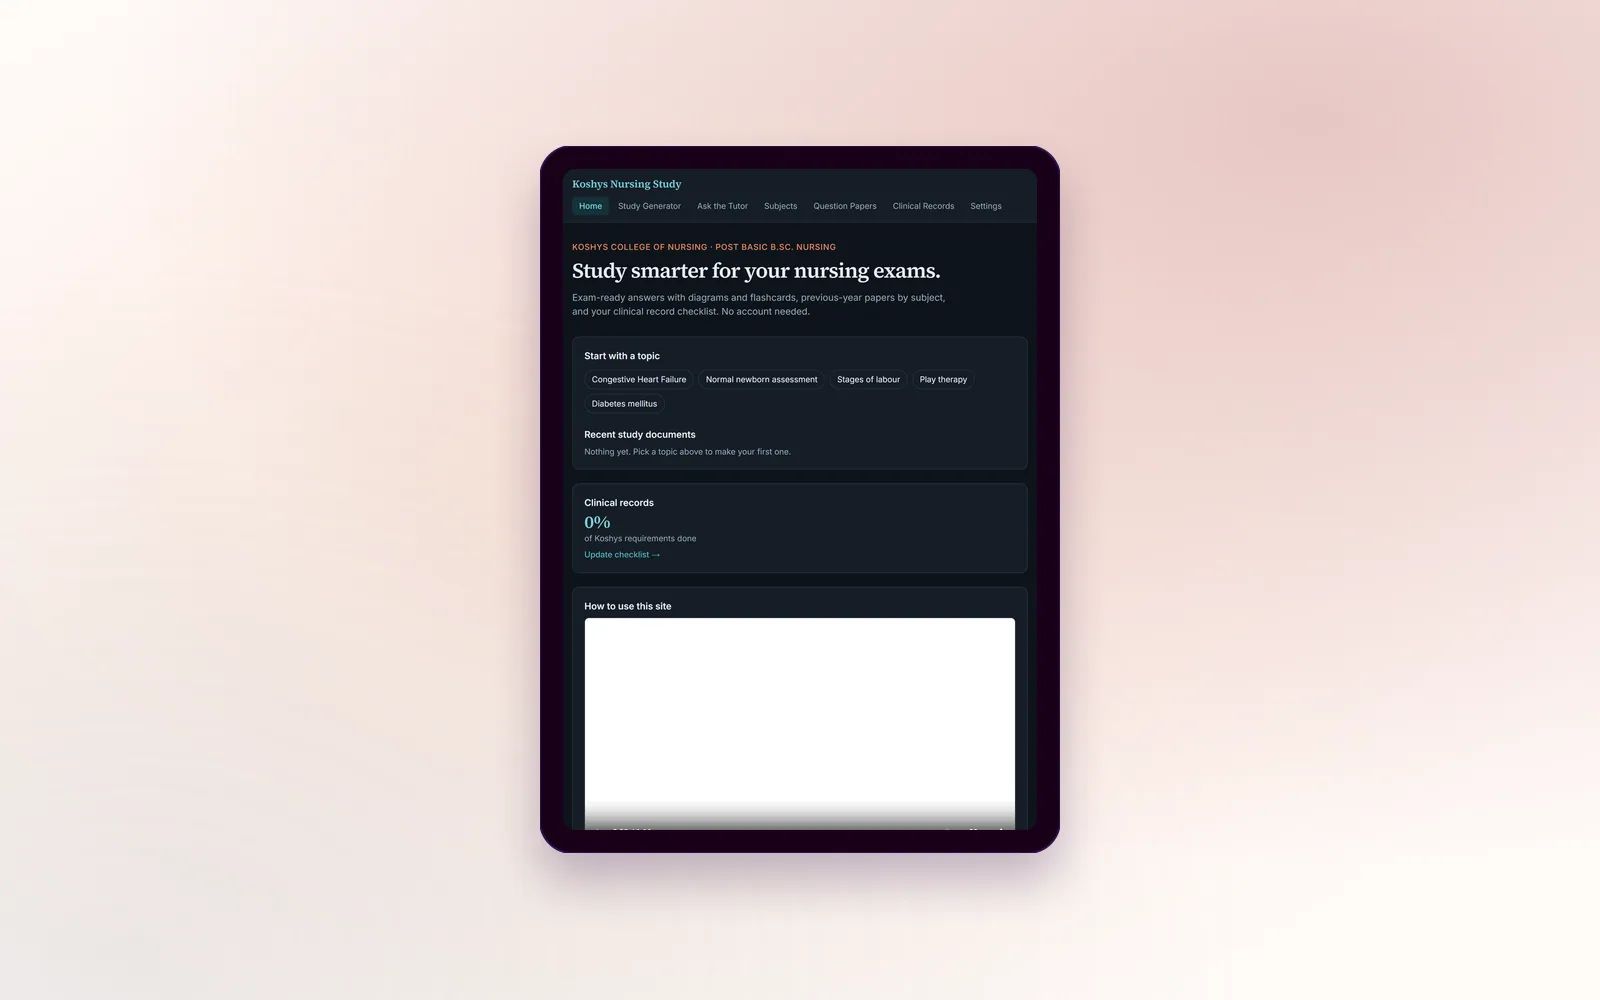 Koshys Nursing Study
Home Study Generator Ask the Tutor Subjects Question Papers Clinical Records Settings
KOSHYS COLLEGE OF NURSING · POST BASIC B.SC. NURSING
Study smarter for your nursing exams.
Exam-ready answers with diagrams and flashcards, previous-year papers by subject,
and your clinical record checklist. No account needed.
Start with a topic
Congestive Heart Failure Normal newborn assessment Stages of labour Play therapy
Diabetes mellitus
Recent study documents
Nothing yet. Pick a topic above to make your first one.
Clinical records
0%
of Koshys requirements done
Update checklist →
How to use this site